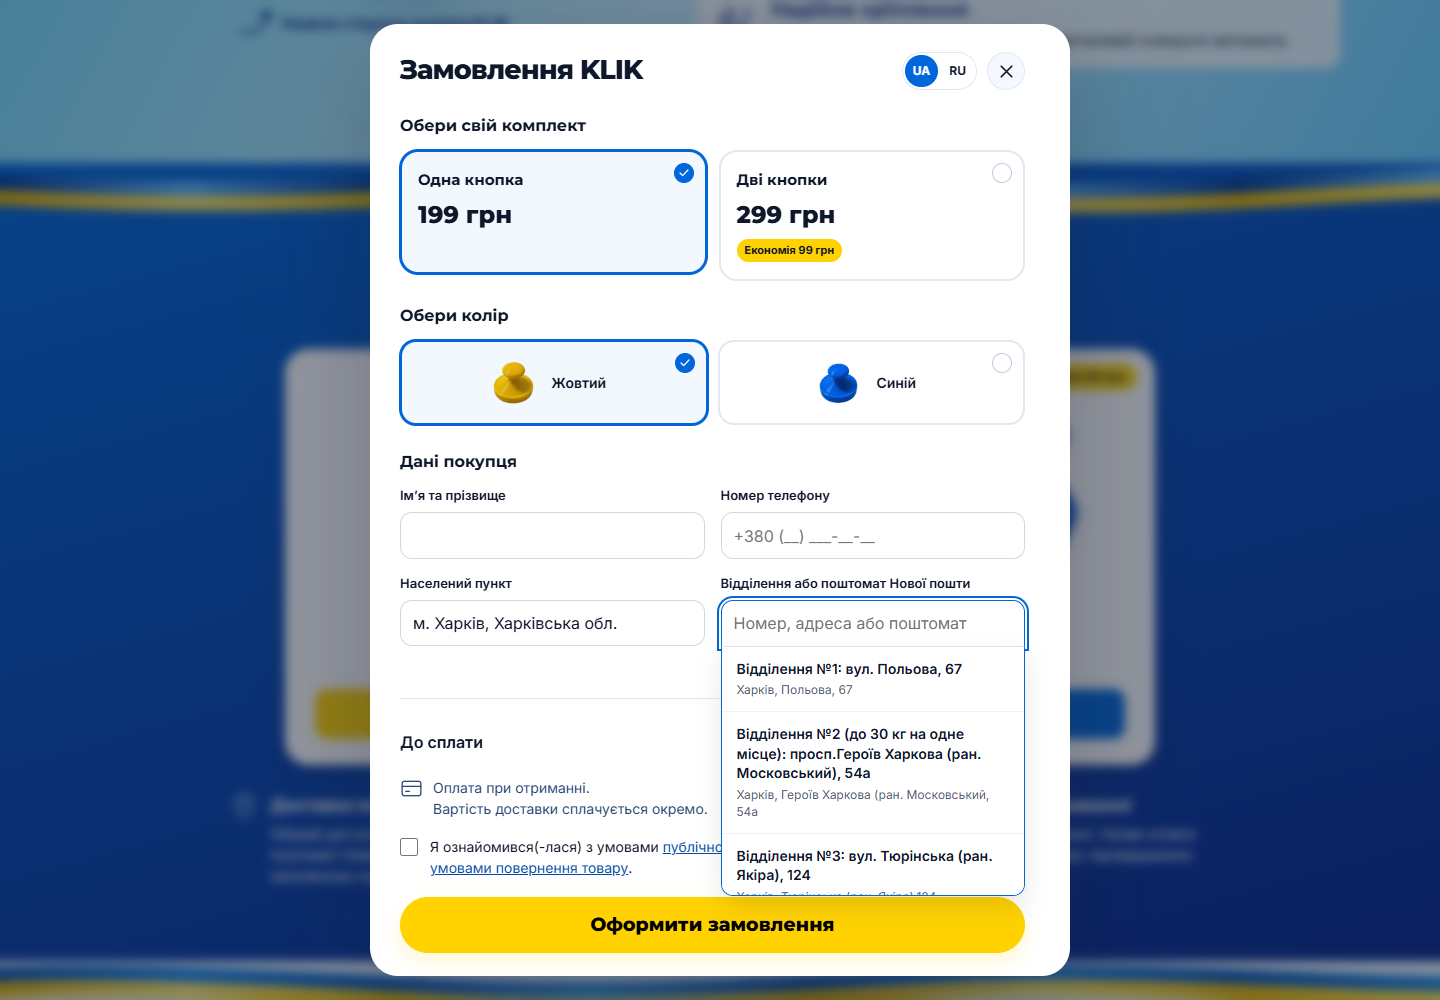 Замовлення KLIK
UA RU
Обери свій комплект
Одна кнопка
199 грн
Дві кнопки
299 грн
Економія 99 грн
Обери колір
Жовтий
Синій
Дані покупця
Ім’я та прізвище
Номер телефону
+380 (__) ___-__-__
Населений пункт
м. Харків, Харківська обл.
Відділення або поштомат Нової пошти
Номер, адреса або поштомат
Відділення №1: вул. Польова, 67
Харків, Польова, 67
Відділення №2 (до 30 кг на одне
місце): просп.Героїв Харкова (ран.
Московський), 54а
Харків, Героїв Харкова (ран. Московський,
54а
Відділення №3: вул. Тюрінська (ран.
Якіра), 124
До сплати
Оплата при отриманні.
Вартість доставки сплачується окремо.
Я ознайомився(-лася) з умовами публічно
умовами повернення товару.
Оформити замовлення